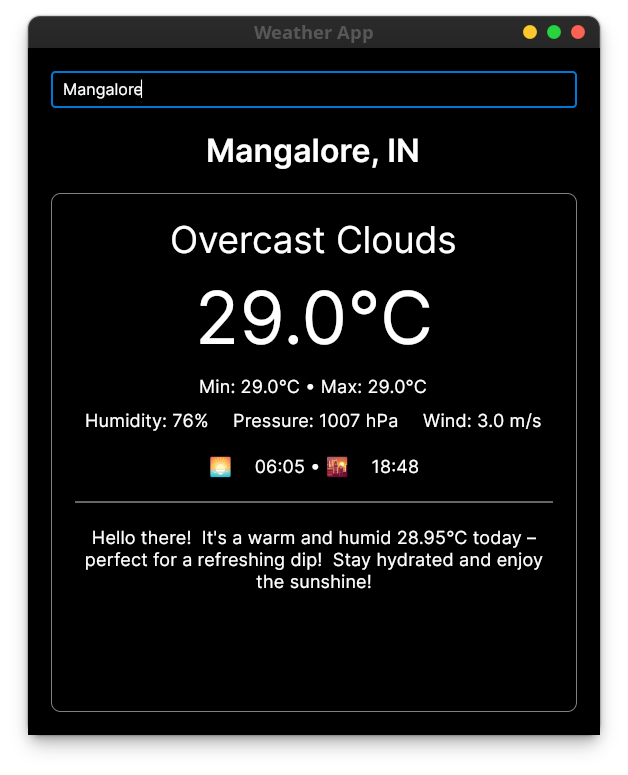 Weather App
Mangalore
Mangalore, IN
Overcast Clouds
29.0°C
Min: 29.0°C • Max: 29.0°C
Humidity: 76% Pressure: 1007 hPa Wind: 3.0 m/s
🌅 06:05 • 🌇 18:48
Hello there!  It's a warm and humid 28.95°C today –
perfect for a refreshing dip!  Stay hydrated and enjoy
the sunshine!